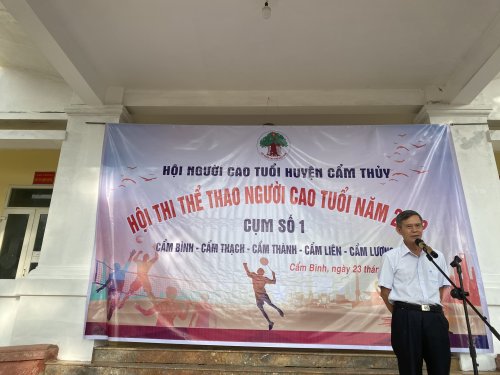 HỘI NGƯỜI CAO TUỔI HUYỆN CẨM THỦY
HỘI THI THỂ THAO NGƯỜI CAO TUỔI NĂM
CỤM SỐ 1
CẨM BÌNH - CẨM THẠCH - CẨM THÀNH - CẨM LIÊN - CẨM LƯƠNG
Cẩm Bình, ngày 23